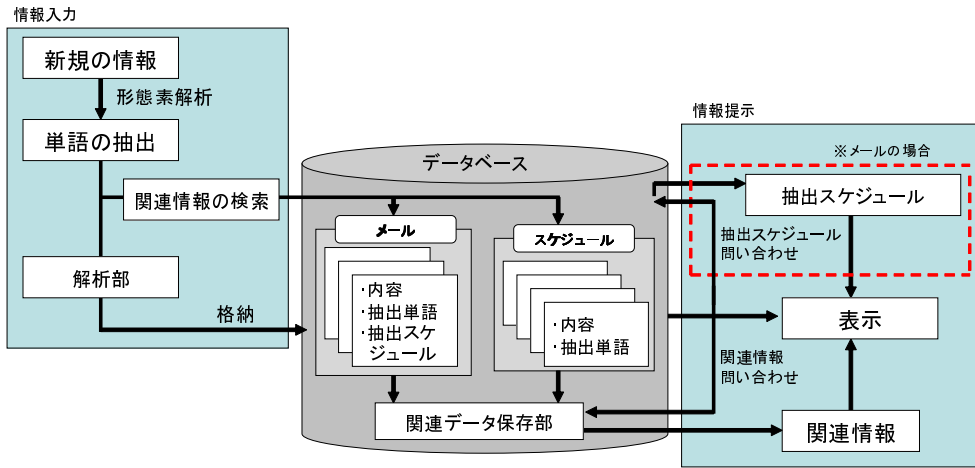 情報入力
新規の情報
形態素解析
単語の抽出
関連情報の検索
解析部
格納
データベース
メール
・内容
・抽出単語
・抽出スケ
ジュール
スケジュール
・内容
・抽出単語
関連データ保存部
情報提示
※メールの場合
抽出スケジュール
抽出スケジュール
問い合わせ
表示
関連情報
問い合わせ
関連情報